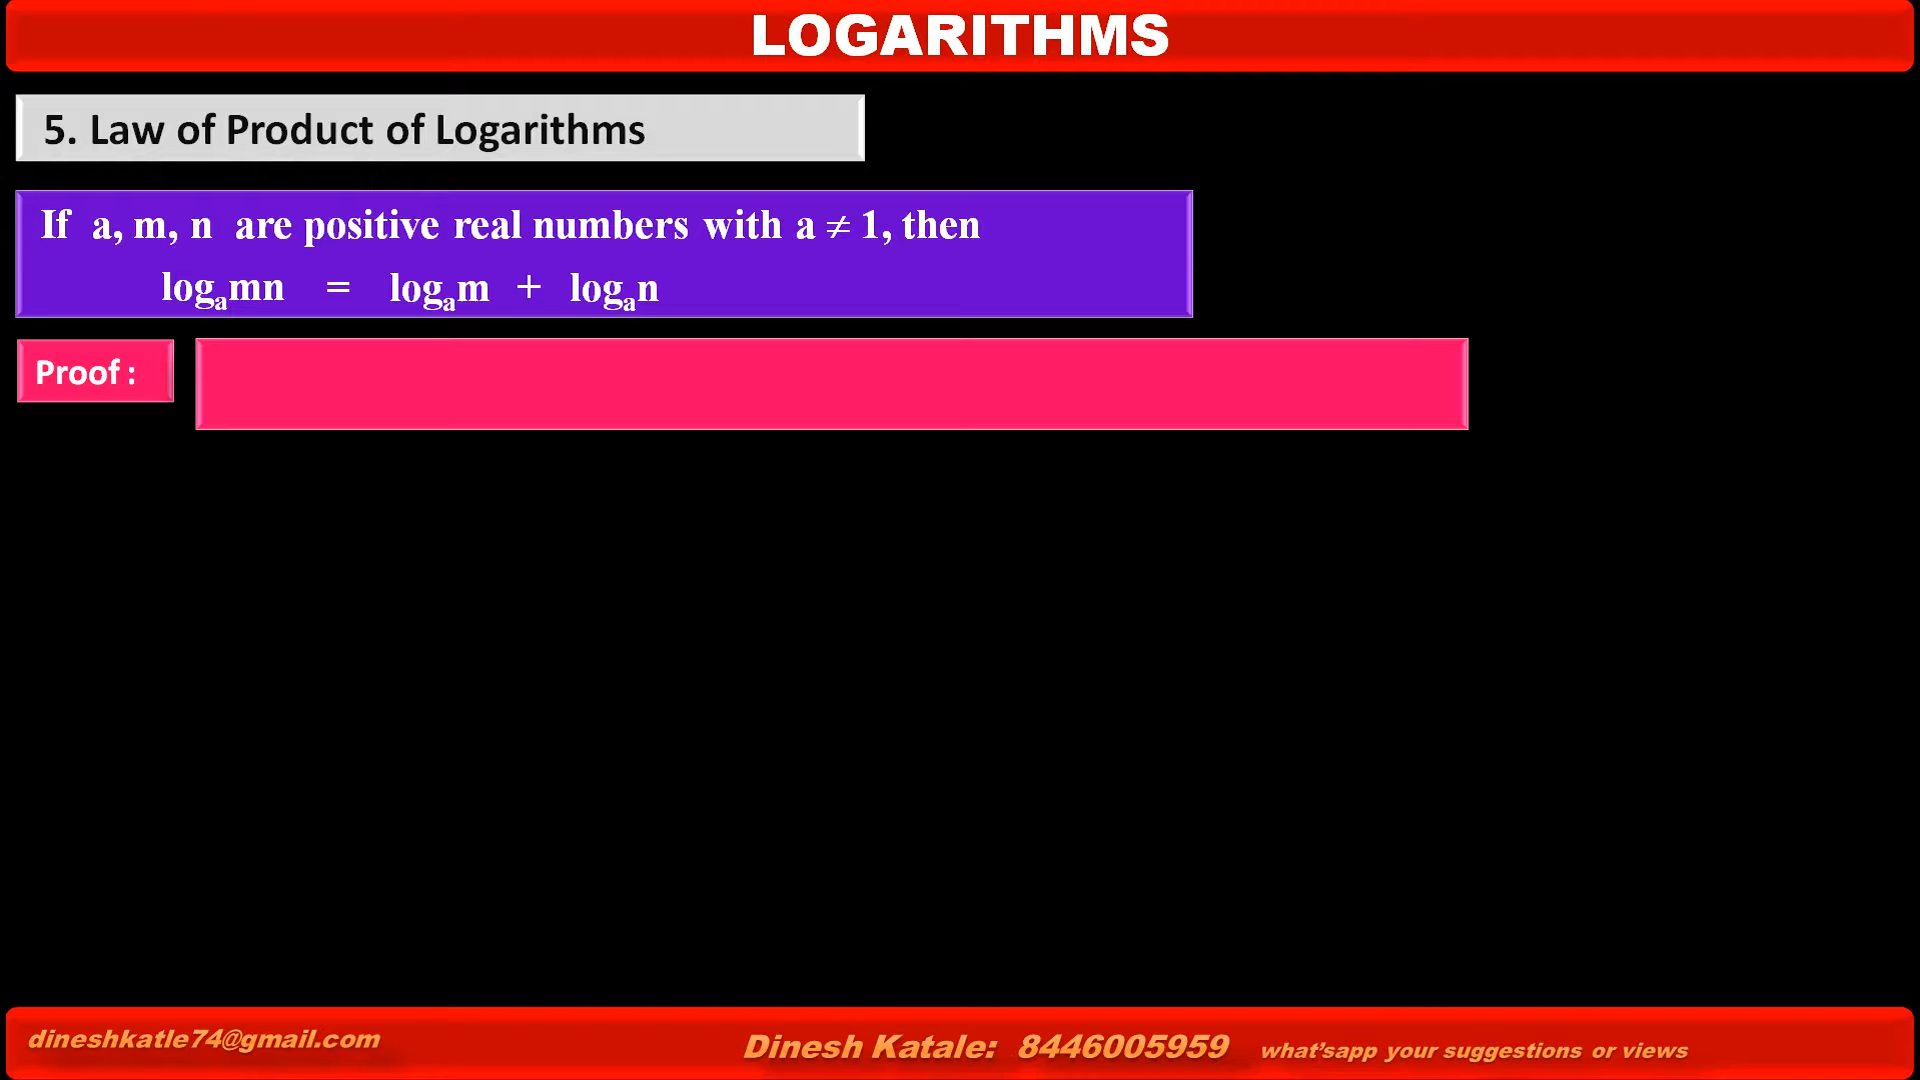 LOGARITHMS
5. Law of Product of Logarithms
If a, m, n are positive real numbers with a ≠ 1, then
logₐmn = logₐm + logₐn
Proof :
dineshkatle74@gmail.com
Dinesh Katale: 8446005959 what’sapp your suggestions or views